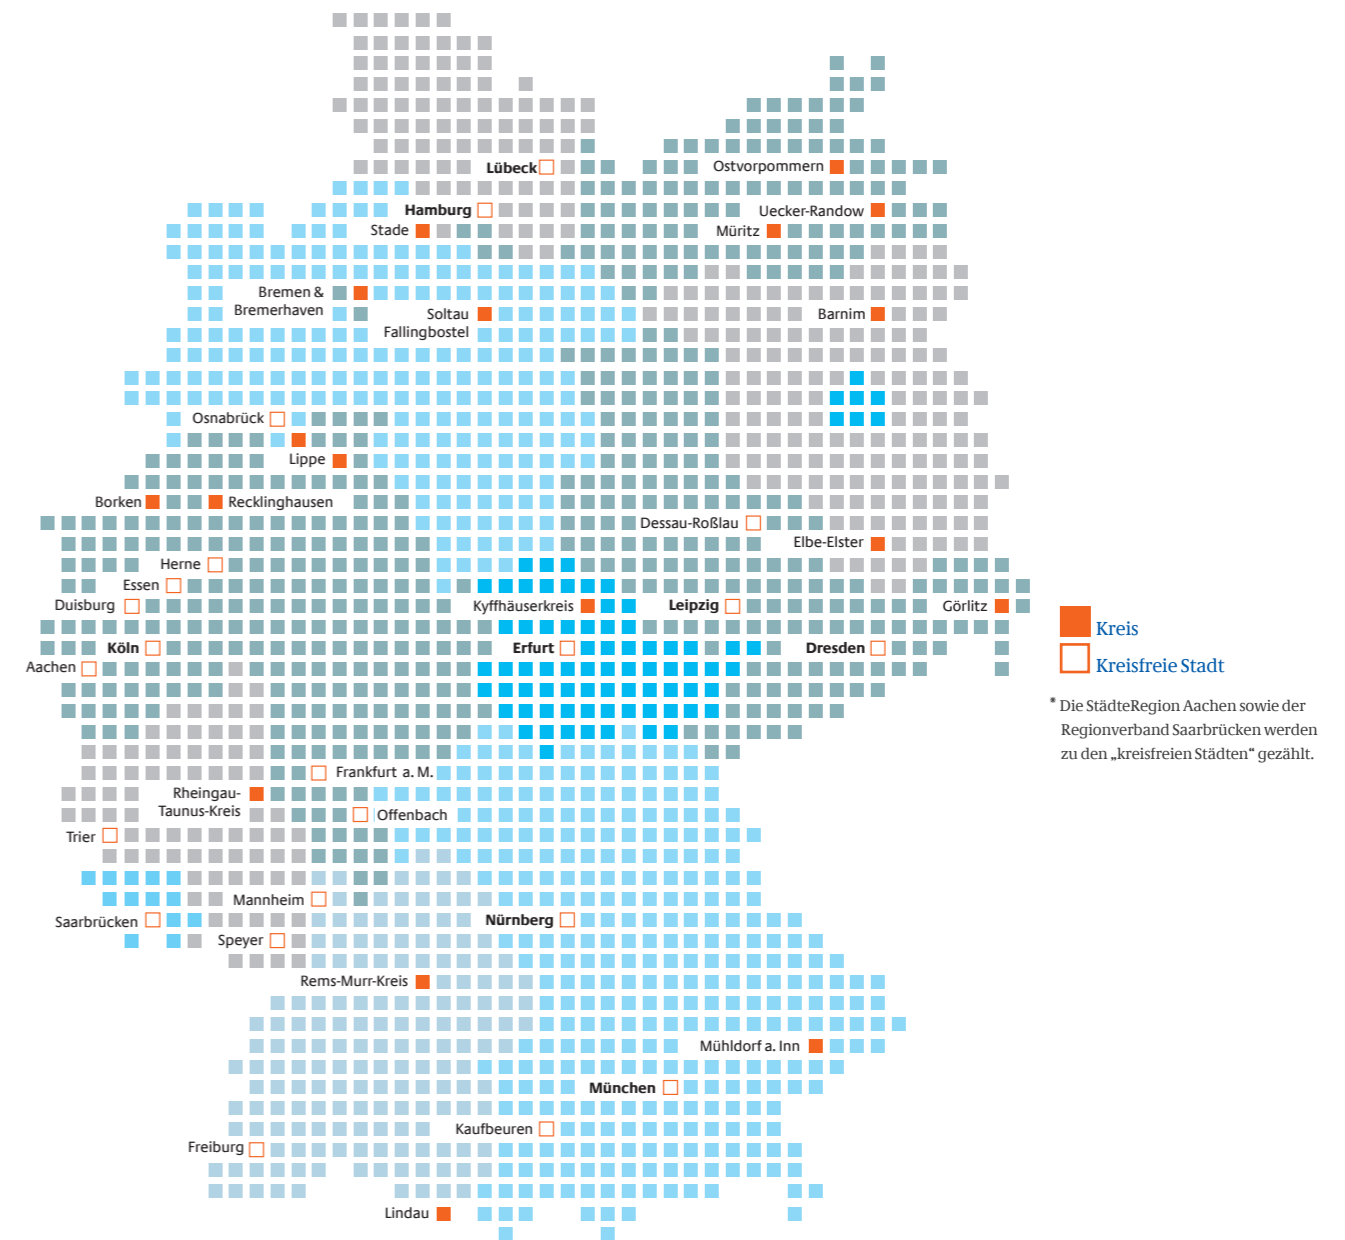 Lübeck
Ostvorpommern
Hamburg
Uecker-Randow
Stade
Müritz
Bremen &
Bremerhaven
Soltau
Fallingbostel
Barnim
Osnabrück
Lippe
Borken
Recklinghausen
Dessau-Roßlau
Elbe-Elster
Herne
Essen
Duisburg
Kyffhäuserkreis
Leipzig
Görlitz
Kreis
Köln
Erfurt
Dresden
Aachen
Kreisfreie Stadt
* Die StädteRegion Aachen sowie der
Regionverband Saarbrücken werden
zu den „kreisfreien Städten“ gezählt.
Frankfurt a. M.
Rheingau-
Taunus-Kreis
Offenbach
Trier
Mannheim
Saarbrücken
Nürnberg
Speyer
Rems-Murr-Kreis
Mühldorf a. Inn
München
Kaufbeuren
Freiburg
Lindau